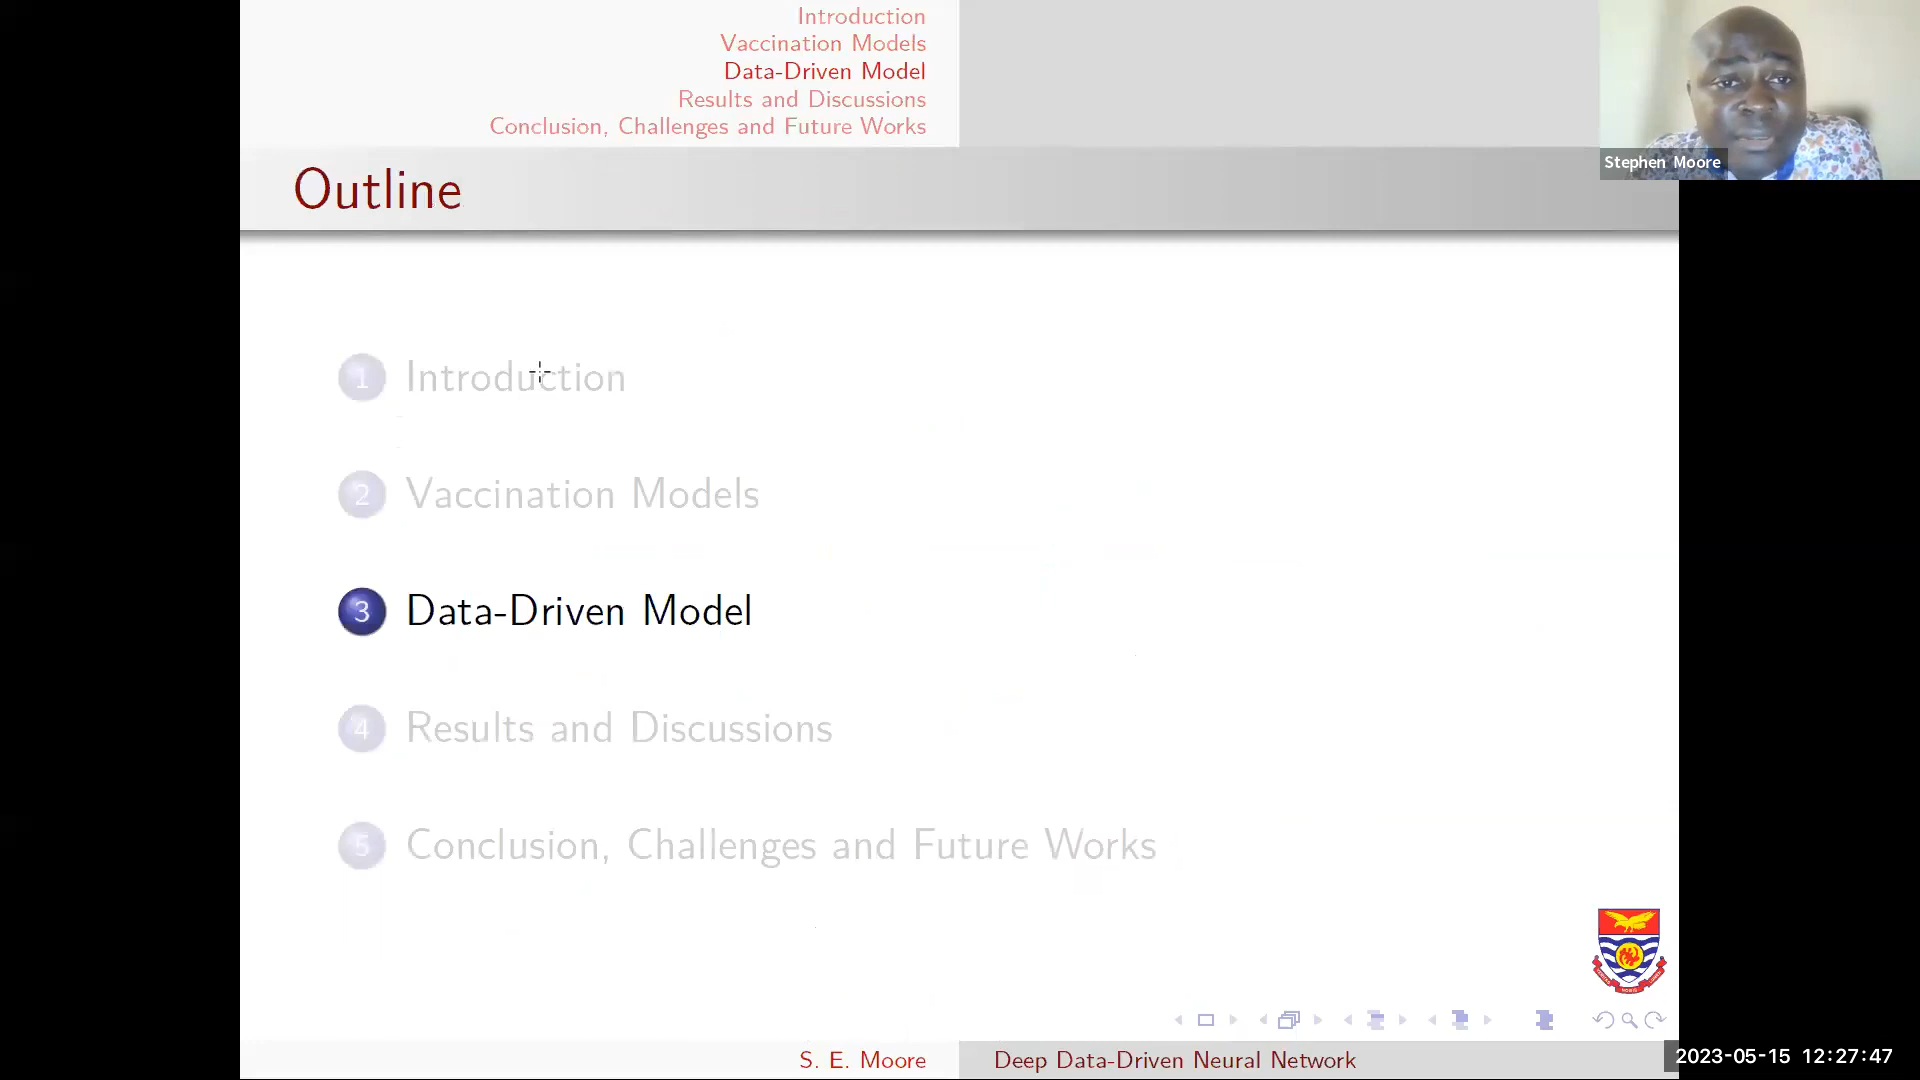 Introduction
Vaccination Models
Data-Driven Model
Results and Discussions
Conclusion, Challenges and Future Works
Stephen Moore
Outline
1 Introduction
2 Vaccination Models
3 Data-Driven Model
4 Results and Discussions
5 Conclusion, Challenges and Future Works
S. E. Moore
Deep Data-Driven Neural Network
2023-05-15 12:27:47